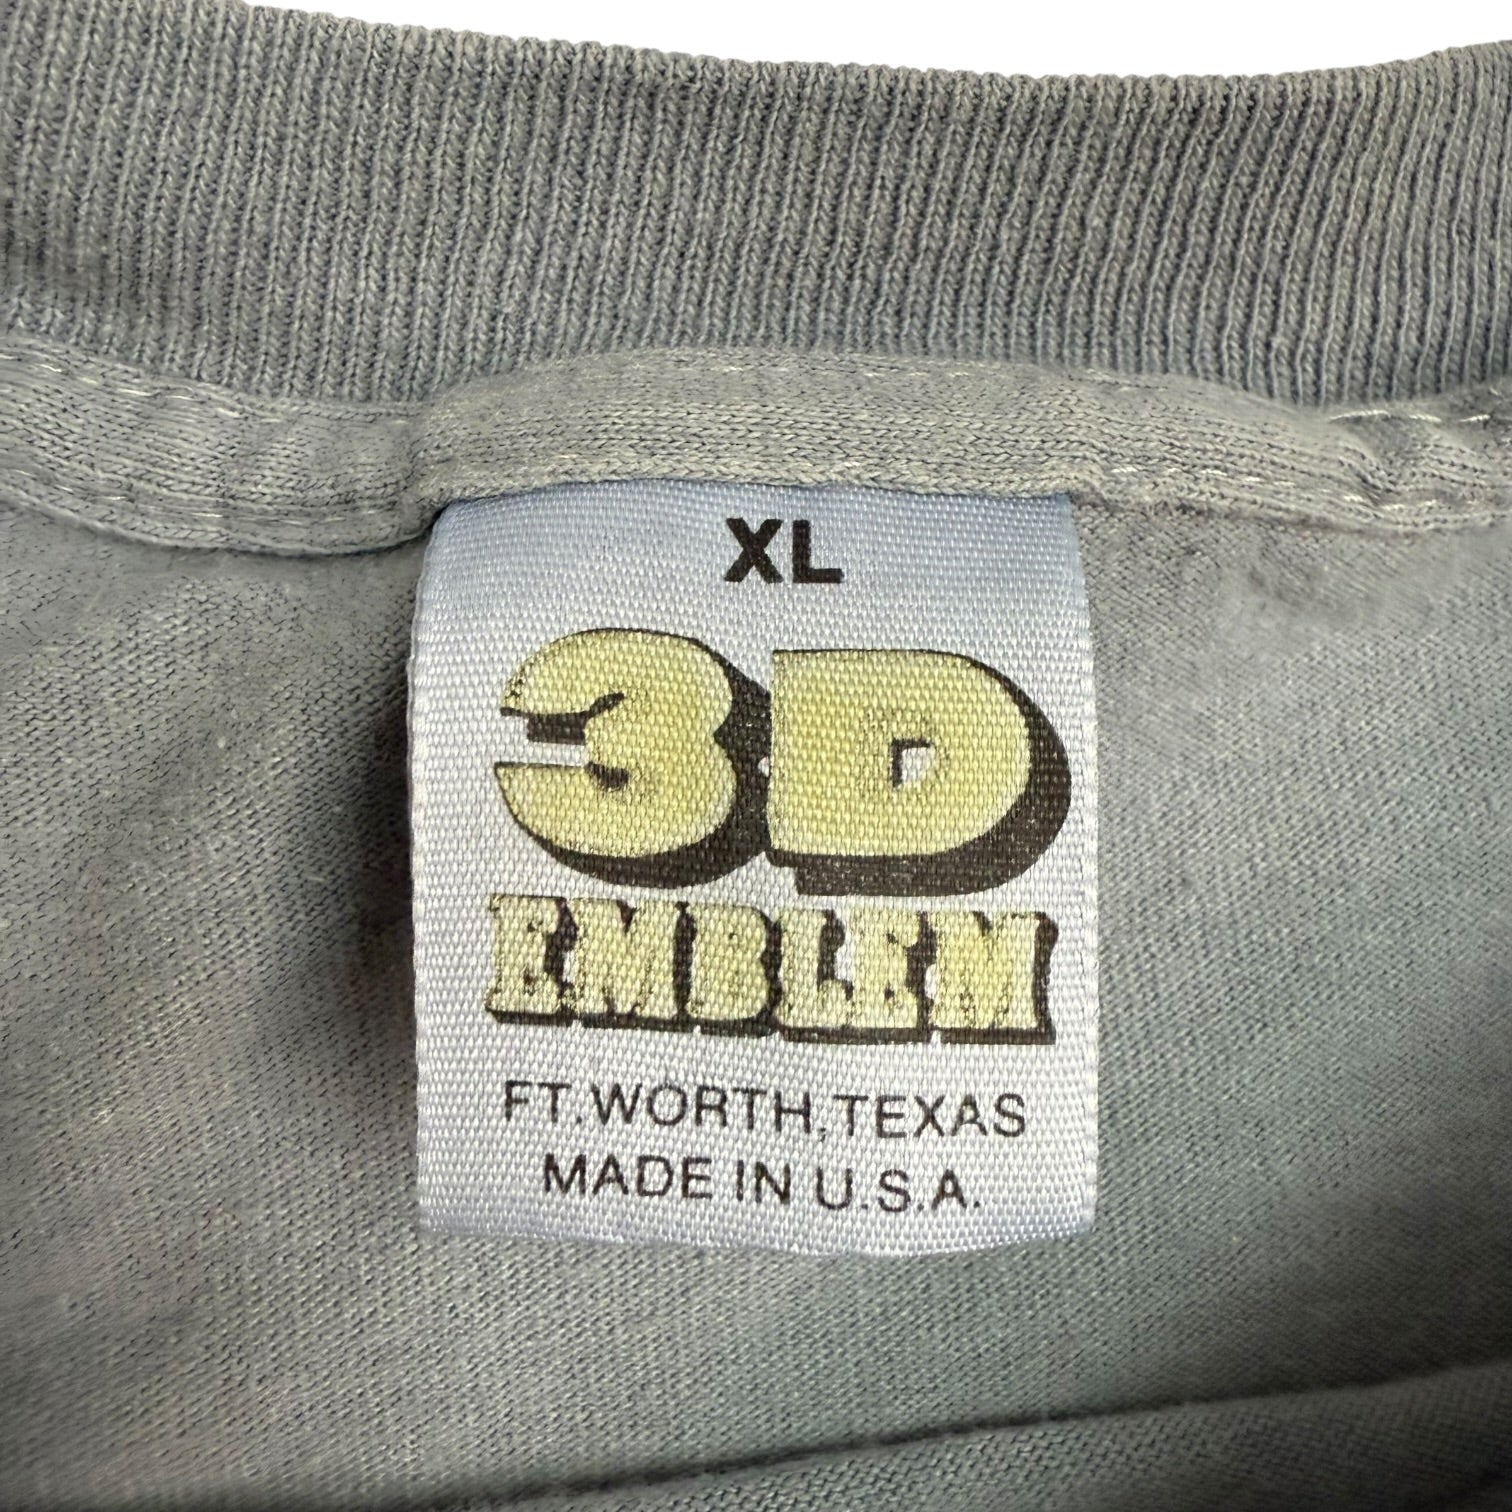 XL
3D
EMBLEM
FT. WORTH, TEXAS
MADE IN U.S.A.